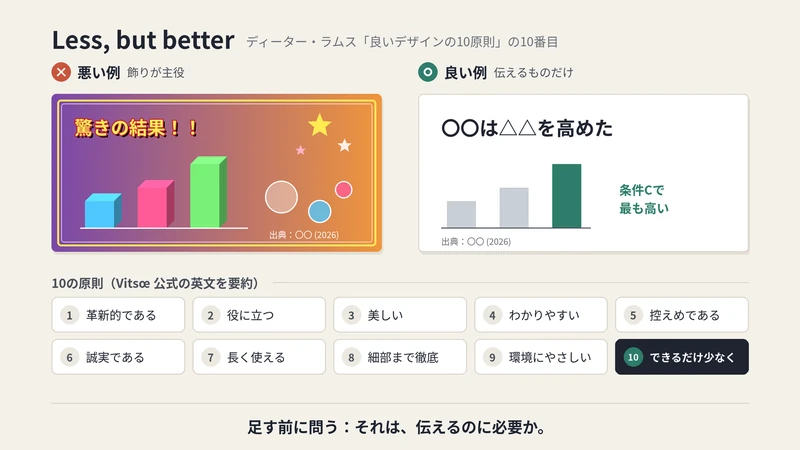 Less, but better ディーター・ラムス「良いデザインの10原則」の10番目
悪い例 飾りが主役
驚きの結果！！
出典：〇〇 (2026)
良い例 伝えるものだけ
〇〇は△△を高めた
条件Cで
最も高い
出典：〇〇 (2026)
10の原則（Vitsœ 公式の英文を要約）
1 革新的である
2 役に立つ
3 美しい
4 わかりやすい
5 控えめである
6 誠実である
7 長く使える
8 細部まで徹底
9 環境にやさしい
10 できるだけ少なく
足す前に問う：それは、伝えるのに必要か。